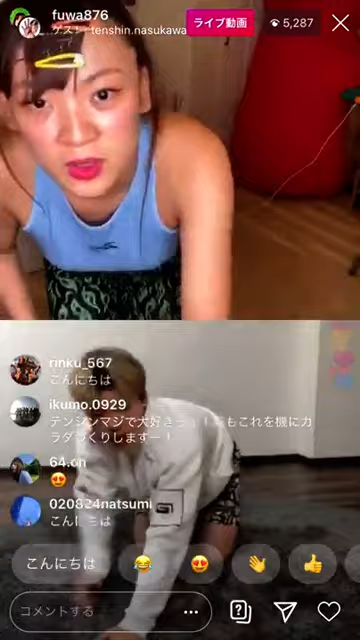 fuwa876
ゲスト: tenshin.nasukawa
ライブ動画
5,287
rinku_567
こんにちは
ikumo.0929
テンシンマジで大好きっ
もこれを機にカ
ラダつくりしますー！
020824natsumi
こんにちは
こんにちは
コメントする